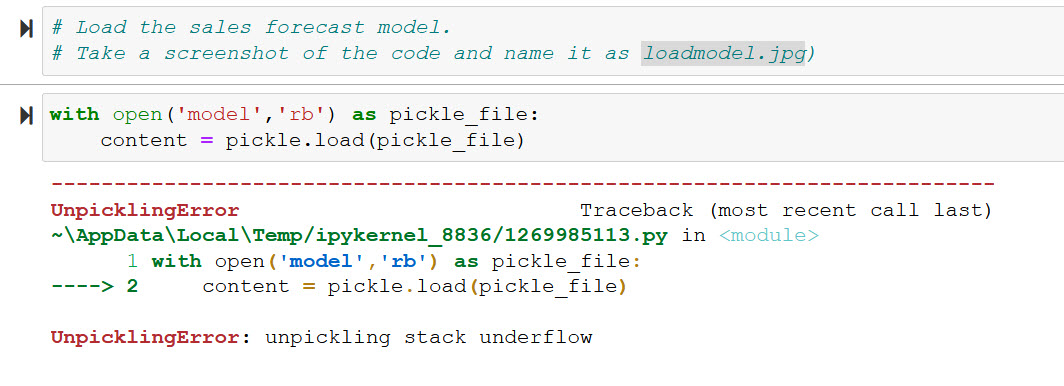 # Load the sales forecast model.
# Take a screenshot of the code and name it as loadmodel.jpg)
with open('model','rb') as pickle_file:
    content = pickle.load(pickle_file)
---------------------------------------------------------------------------
UnpicklingError                           Traceback (most recent call last)
~\AppData\Local\Temp/ipykernel_8836/1269985113.py in <module>
      1 with open('model','rb') as pickle_file:
----> 2     content = pickle.load(pickle_file)
UnpicklingError: unpickling stack underflow